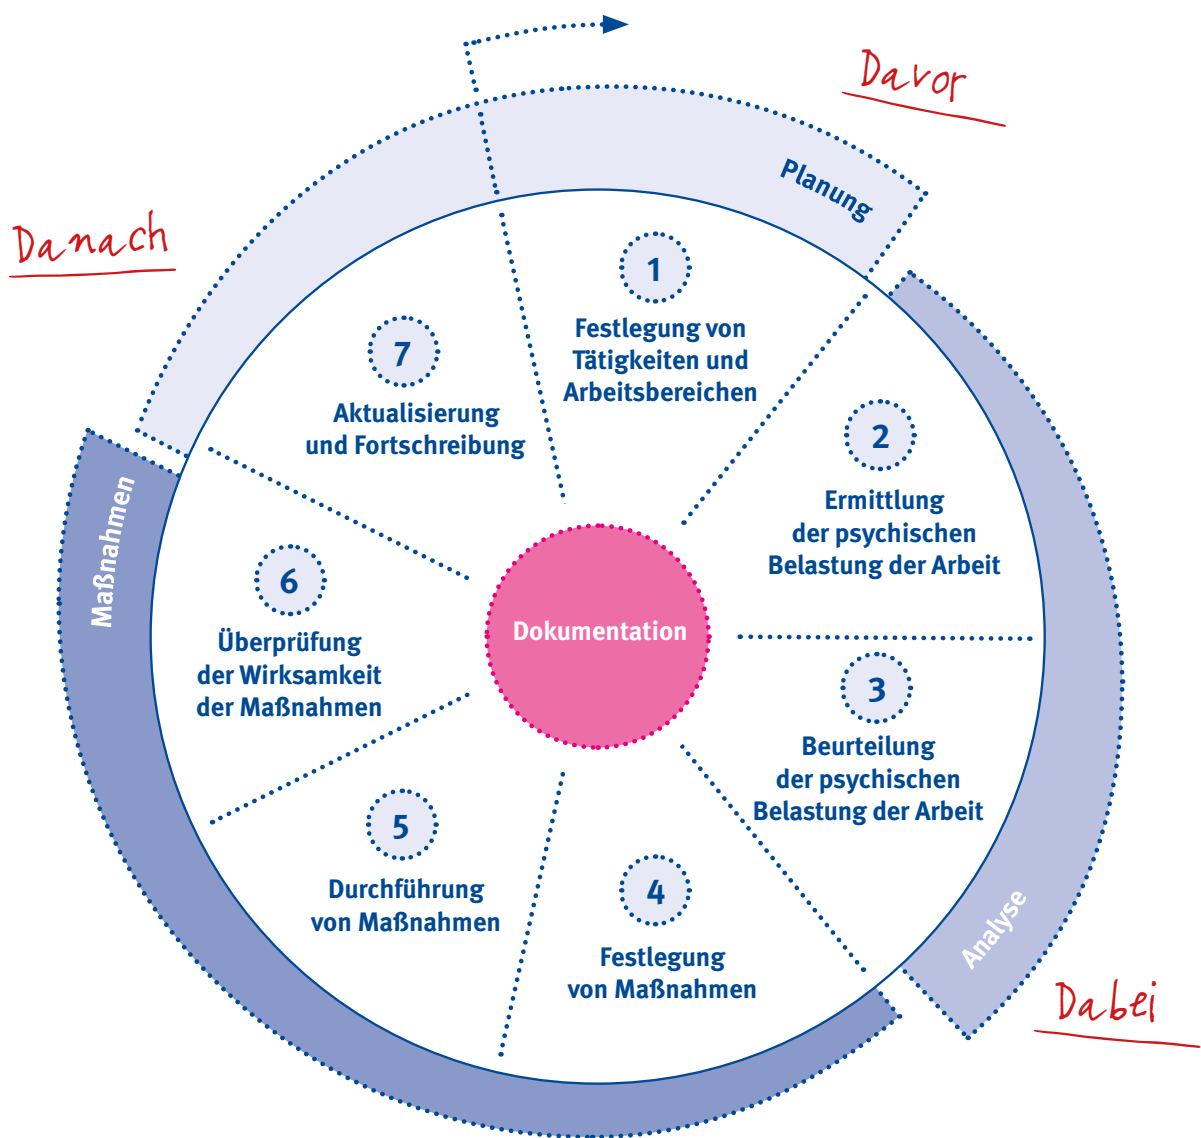 Davor
Planung
Danach
1
Festlegung von
Tätigkeiten und
Arbeitsbereichen
2
Ermittlung
der psychischen
Belastung der Arbeit
3
Beurteilung
der psychischen
Belastung der Arbeit
Analyse
Dabei
4
Festlegung
von Maßnahmen
5
Durchführung
von Maßnahmen
6
Überprüfung
der Wirksamkeit
der Maßnahmen
Maßnahmen
7
Aktualisierung
und Fortschreibung
Dokumentation